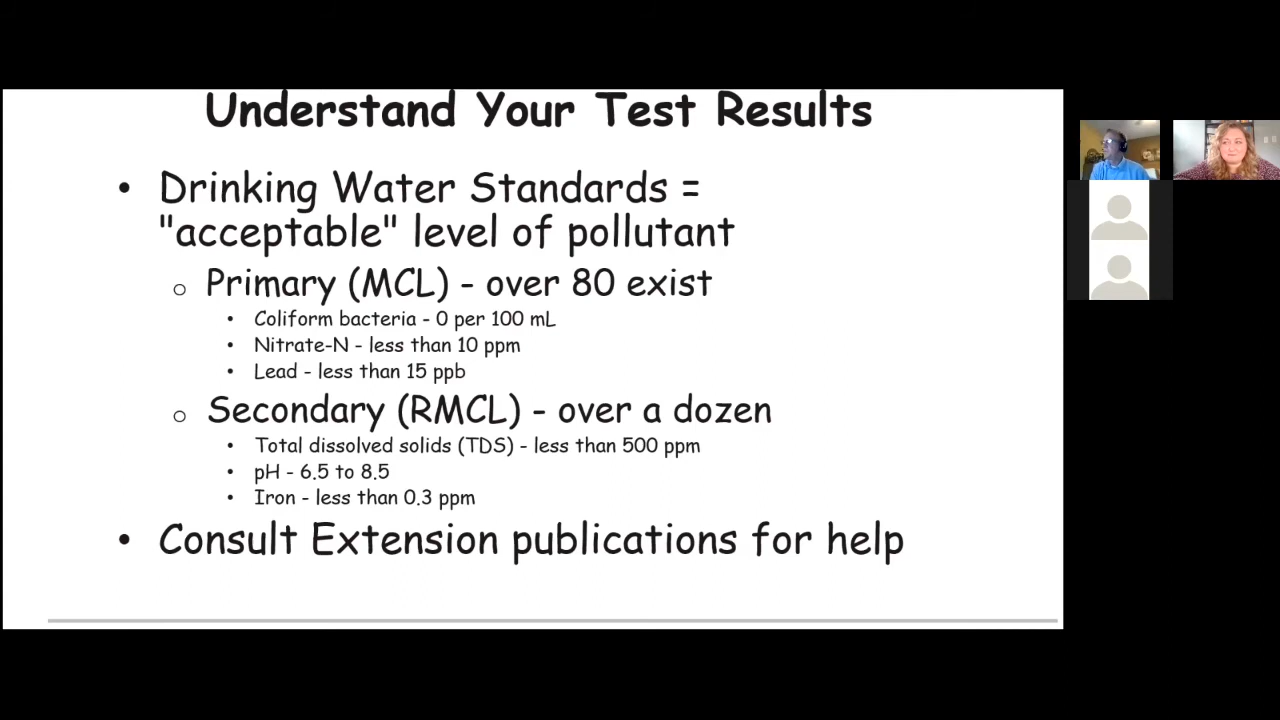 Understand Your Test Results
• Drinking Water Standards =
"acceptable" level of pollutant
o Primary (MCL) - over 80 exist
• Coliform bacteria - 0 per 100 mL
• Nitrate-N - less than 10 ppm
• Lead - less than 15 ppb
o Secondary (RMCL) - over a dozen
• Total dissolved solids (TDS) - less than 500 ppm
• pH - 6.5 to 8.5
• Iron - less than 0.3 ppm
• Consult Extension publications for help